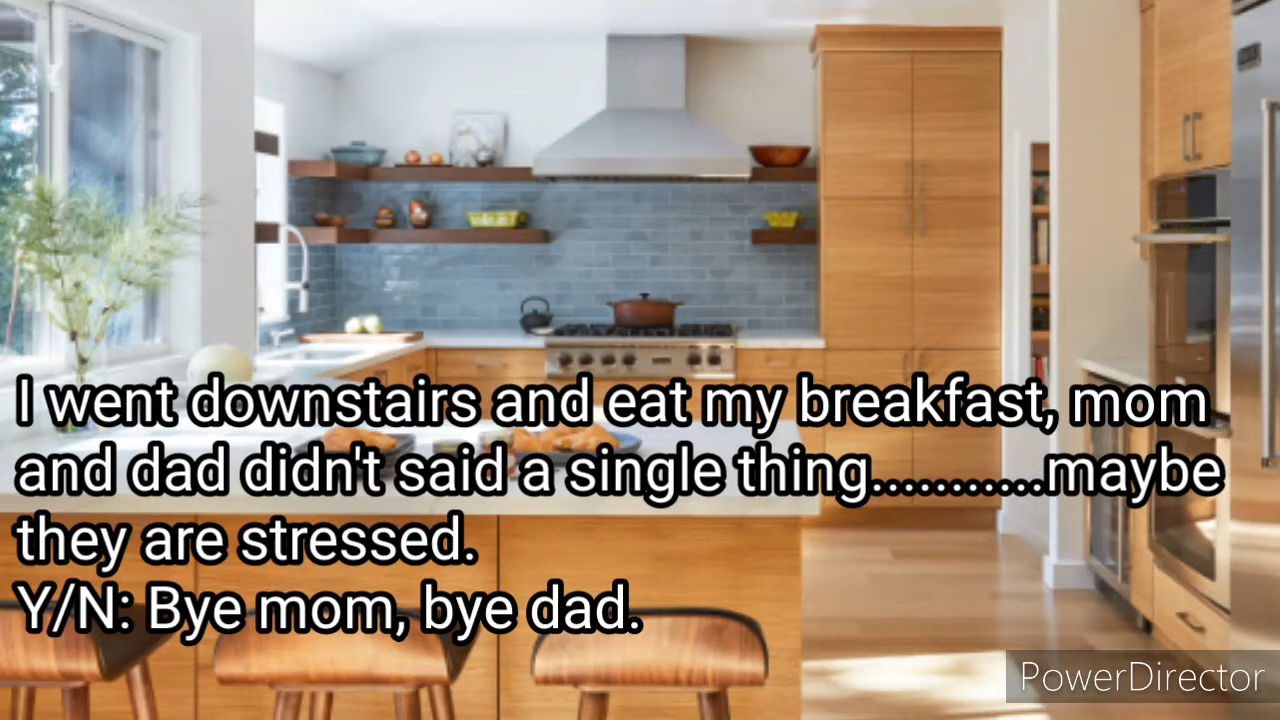 I went downstairs and eat my breakfast, mom
and dad didn't said a single thing...........maybe
they are stressed.
Y/N: Bye mom, bye dad.
PowerDirector